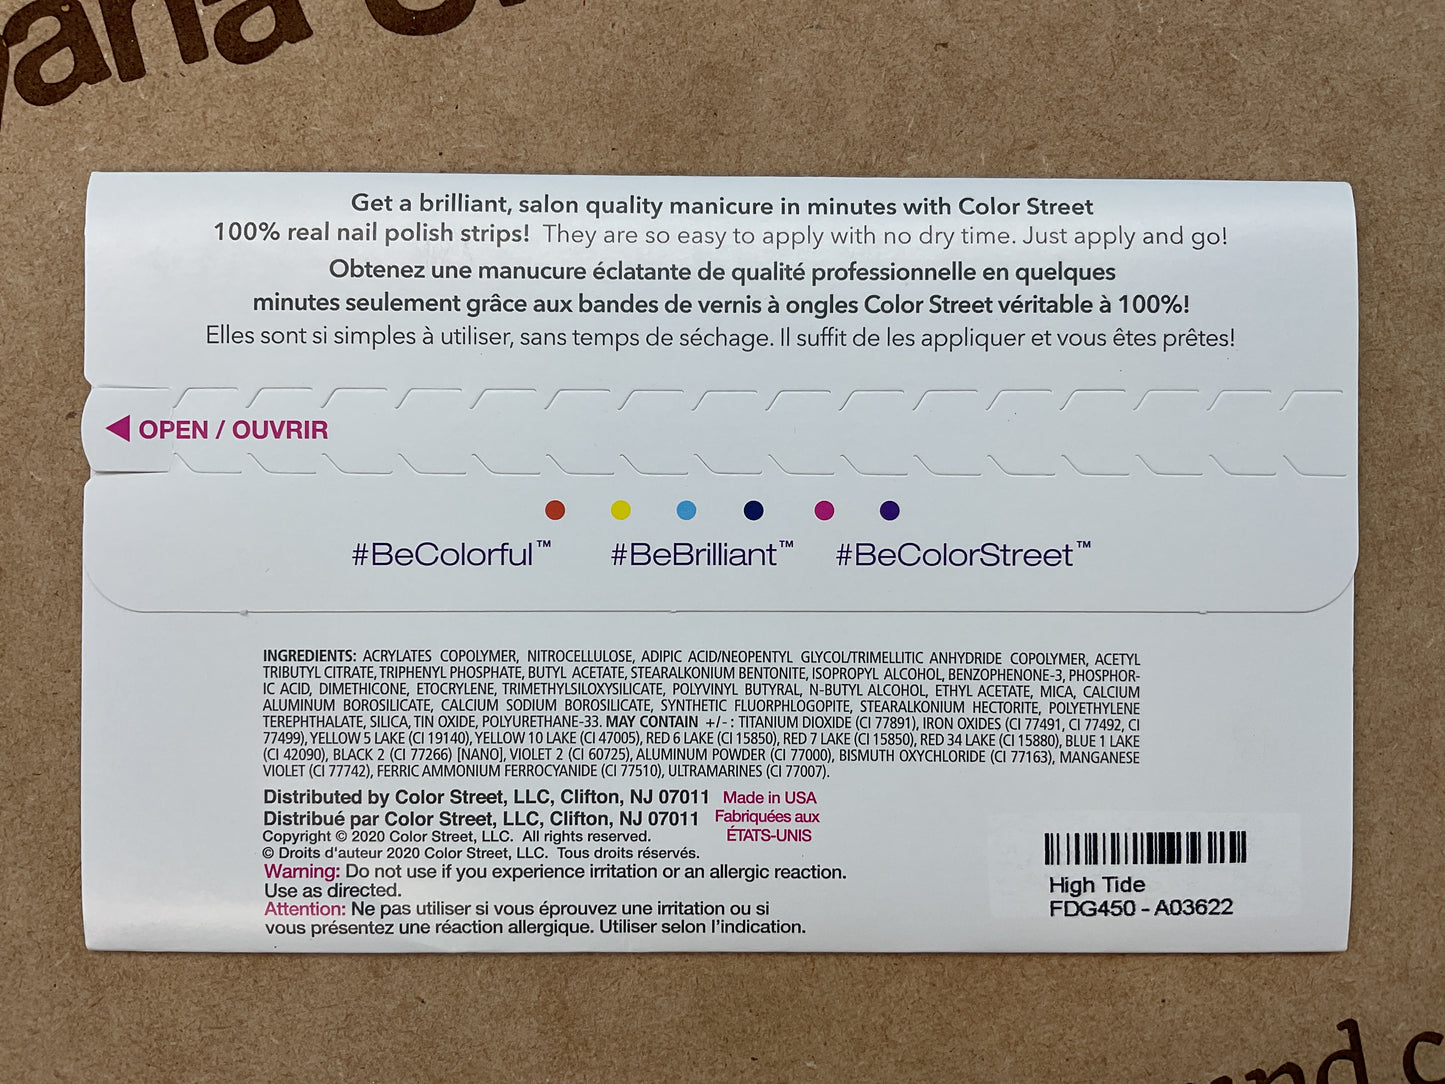 Get a brilliant, salon quality manicure in minutes with Color Street
100% real nail polish strips! They are so easy to apply with no dry time. Just apply and go!
Obtenez une manucure éclatante de qualité professionnelle en quelques
minutes seulement grâce aux bandes de vernis à ongles Color Street véritable à 100%!
Elles sont si simples à utiliser, sans temps de séchage. Il suffit de les appliquer et vous êtes prêtes!
OPEN / OUVRIR
#BeColorful™ #BeBrilliant™ #BeColorStreet™
INGREDIENTS: ACRYLATES COPOLYMER, NITROCELLULOSE, ADIPIC ACID/NEOPENTYL GLYCOL/TRIMELLITIC ANHYDRIDE COPOLYMER, ACETYL
TRIBUTYL CITRATE, TRIPHENYL PHOSPHATE, BUTYL ACETATE, STEARALKONIUM BENTONITE, ISOPROPYL ALCOHOL, BENZOPHENONE-3, PHOSPHOR-
IC ACID, DIMETHICONE, ETOCRYLENE, TRIMETHYLSILOXYSILICATE, POLYVINYL BUTYRAL, N-BUTYL ALCOHOL, ETHYL ACETATE, MICA, CALCIUM
ALUMINUM BOROSILICATE, CALCIUM SODIUM BOROSILICATE, SYNTHETIC FLUORPHLOGOPITE, STEARALKONIUM HECTORITE, POLYETHYLENE
TEREPHTHALATE, SILICA, TIN OXIDE, POLYURETHANE-33. MAY CONTAIN +/- : TITANIUM DIOXIDE (CI 77891), IRON OXIDES (CI 77491, CI 77492, CI
77499), YELLOW 5 LAKE (CI 19140), YELLOW 10 LAKE (CI 47005), RED 6 LAKE (CI 15850), RED 7 LAKE (CI 15850), RED 34 LAKE (CI 15880), BLUE 1 LAKE
(CI 42090), BLACK 2 (CI 77266) [NANO], VIOLET 2 (CI 60725), ALUMINUM POWDER (CI 77000), BISMUTH OXYCHLORIDE (CI 77163), MANGANESE
VIOLET (CI 77742), FERRIC AMMONIUM FERROCYANIDE (CI 77510), ULTRAMARINES (CI 77007).
Distributed by Color Street, LLC, Clifton, NJ 07011
Distribué par Color Street, LLC, Clifton, NJ 07011
Made in USA
Fabriquées aux
ÉTATS-UNIS
Copyright © 2020 Color Street, LLC. All rights reserved.
© Droits d'auteur 2020 Color Street, LLC. Tous droits réservés.
Warning: Do not use if you experience irritation or an allergic reaction.
Use as directed.
Attention: Ne pas utiliser si vous éprouvez une irritation ou si
vous présentez une réaction allergique. Utiliser selon l'indication.
High Tide
FDG450 - A03622